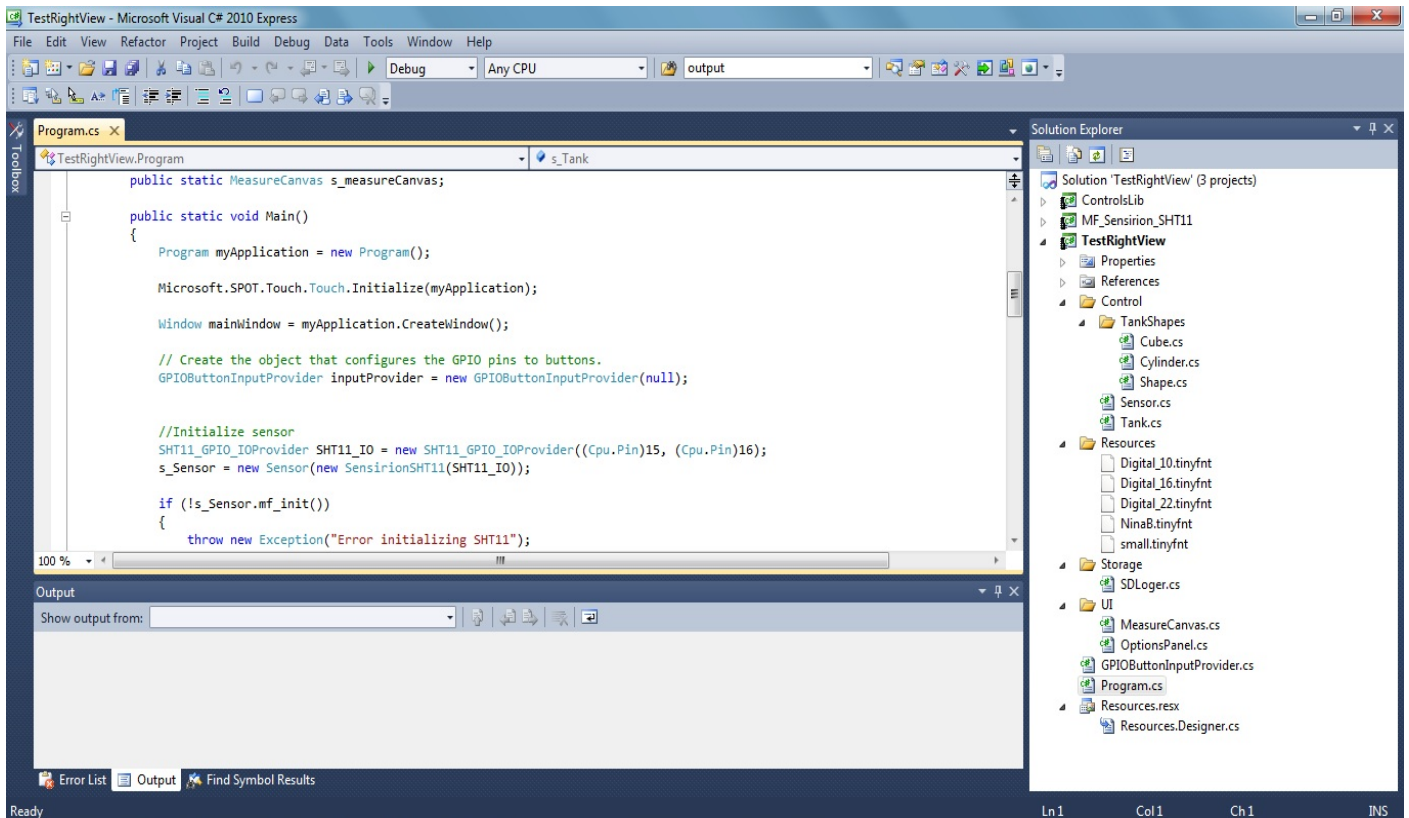 TestRightView - Microsoft Visual C# 2010 Express
File Edit View Refactor Project Build Debug Data Tools Window Help
Debug Any CPU output
Toolbox
Program.cs
TestRightView.Program s_Tank
public static MeasureCanvas s_measureCanvas;
public static void Main()
{
Program myApplication = new Program();
Microsoft.SPOT.Touch.Touch.Initialize(myApplication);
Window mainWindow = myApplication.CreateWindow();
// Create the object that configures the GPIO pins to buttons.
GPIOButtonInputProvider inputProvider = new GPIOButtonInputProvider(null);
//Initialize sensor
SHT11_GPIO_IOProvider SHT11_IO = new SHT11_GPIO_IOProvider((Cpu.Pin)15, (Cpu.Pin)16);
s_Sensor = new Sensor(new SensirionSHT11(SHT11_IO));
if (!s_Sensor.mf_init())
{
throw new Exception("Error initializing SHT11");
100 %
Output
Show output from:
Error List Output Find Symbol Results
Solution Explorer
Solution 'TestRightView' (3 projects)
ControlsLib
MF_Sensirion_SHT11
TestRightView
Properties
References
Control
TankShapes
Cube.cs
Cylinder.cs
Shape.cs
Sensor.cs
Tank.cs
Resources
Digital_10.tinyfnt
Digital_16.tinyfnt
Digital_22.tinyfnt
NinaB.tinyfnt
small.tinyfnt
Storage
SDLoger.cs
UI
MeasureCanvas.cs
OptionsPanel.cs
GPIOButtonInputProvider.cs
Program.cs
Resources.resx
Resources.Designer.cs
Ready Ln 1 Col 1 Ch 1 INS